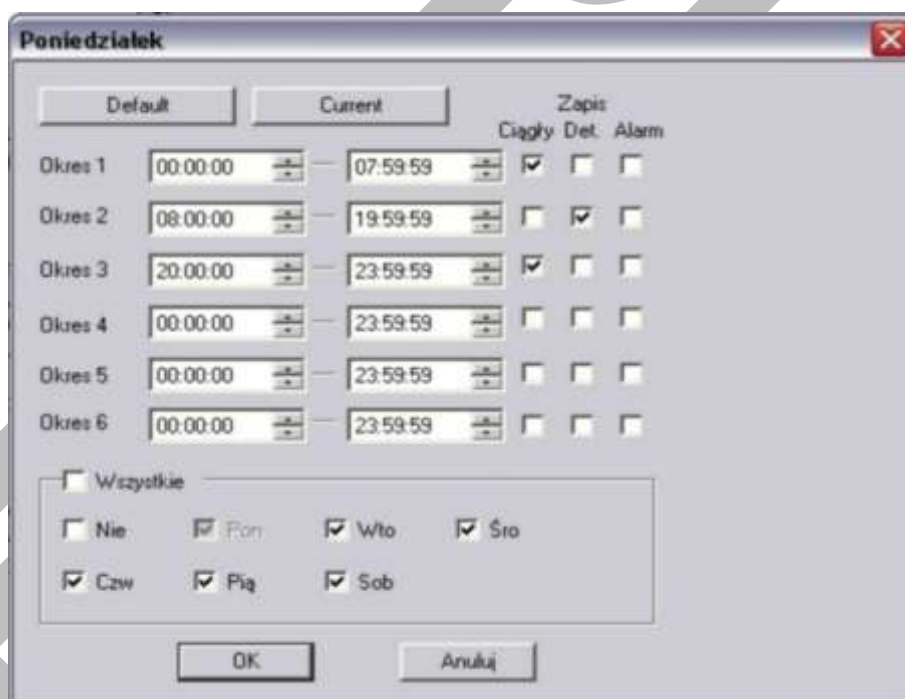 Poniedziałek
Default Current Zapis
Ciągły Det. Alarm
Okres 1 00:00:00 07:59:59
Okres 2 08:00:00 19:59:59
Okres 3 20:00:00 23:59:59
Okres 4 00:00:00 23:59:59
Okres 5 00:00:00 23:59:59
Okres 6 00:00:00 23:59:59
Wszystkie
Nie Pon Wto Śro
Czw Pią Sob
OK Anuluj